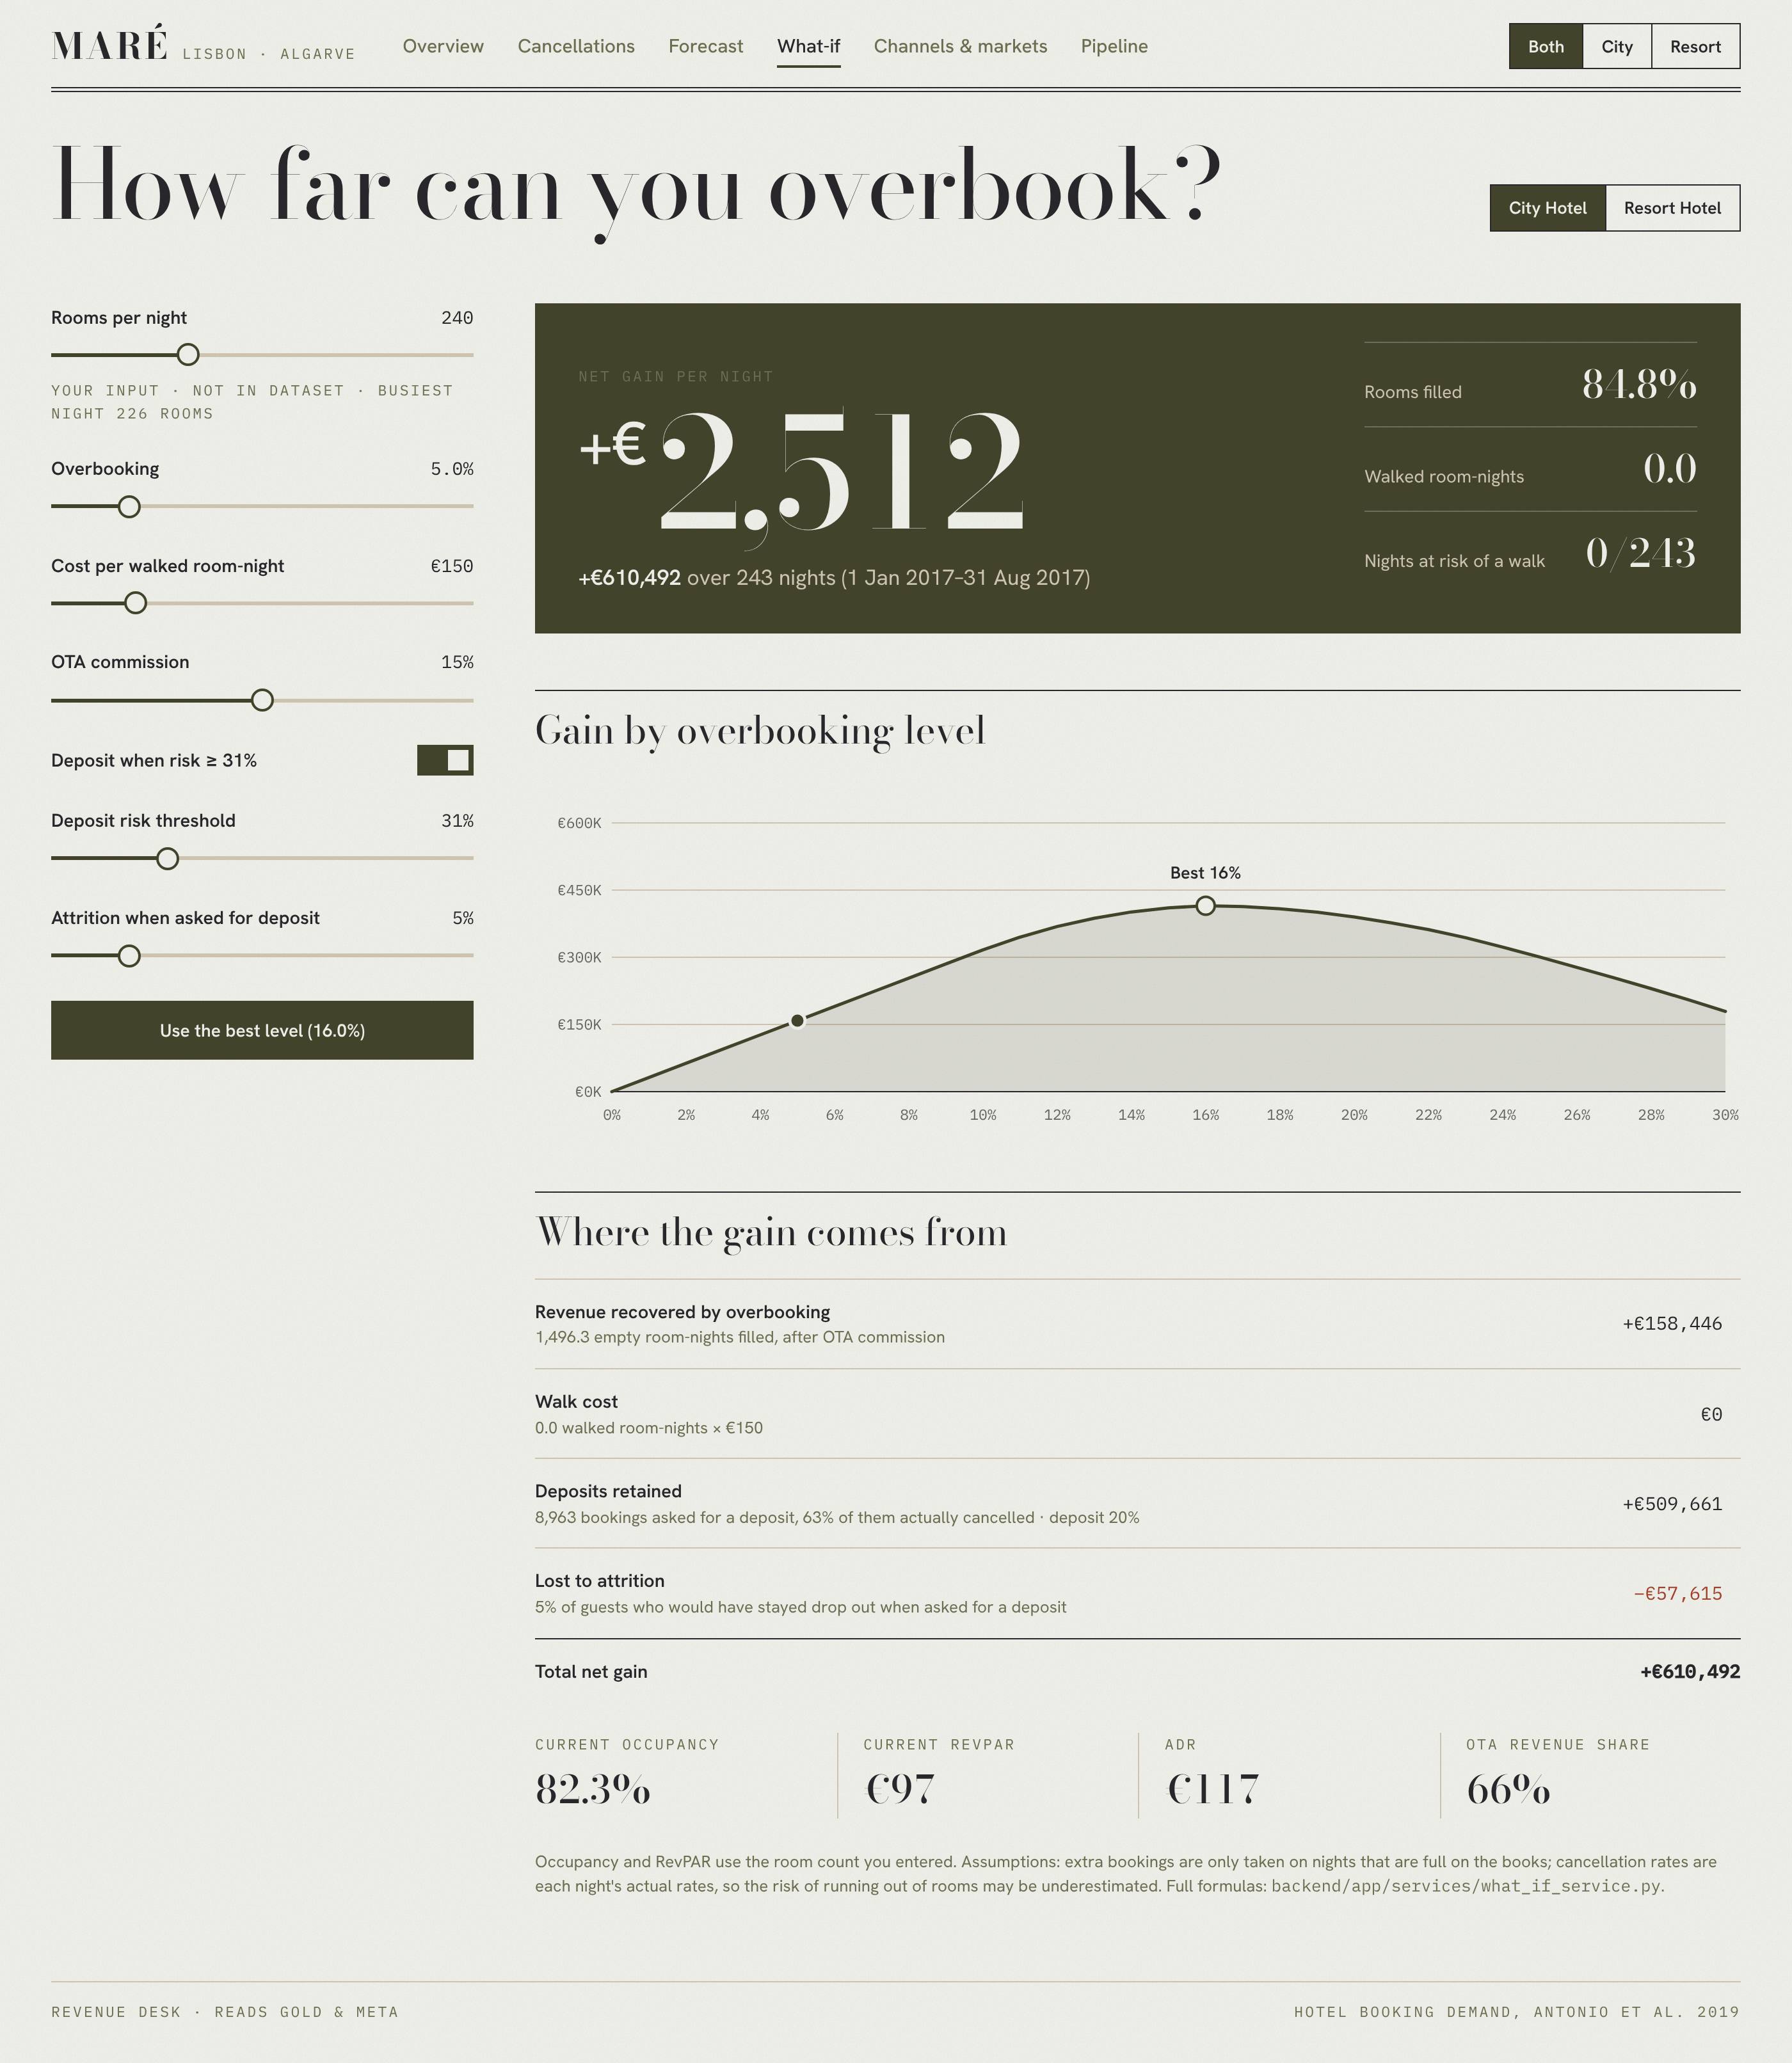 MARÉ LISBON · ALGARVE
Overview
Cancellations
Forecast
What-if
Channels & markets
Pipeline
Both
City
Resort
How far can you overbook?
City Hotel
Resort Hotel
Rooms per night 240
YOUR INPUT · NOT IN DATASET · BUSIEST
NIGHT 226 ROOMS
Overbooking 5.0%
Cost per walked room-night €150
OTA commission 15%
Deposit when risk ≥ 31%
Deposit risk threshold 31%
Attrition when asked for deposit 5%
Use the best level (16.0%)
NET GAIN PER NIGHT
+€2,512
+€610,492 over 243 nights (1 Jan 2017–31 Aug 2017)
Rooms filled 84.8%
Walked room-nights 0.0
Nights at risk of a walk 0/243
Gain by overbooking level
€600K
Best 16%
€450K
€300K
€150K
€0K
0% 2% 4% 6% 8% 10% 12% 14% 16% 18% 20% 22% 24% 26% 28% 30%
Where the gain comes from
Revenue recovered by overbooking
1,496.3 empty room-nights filled, after OTA commission
+€158,446
Walk cost
0.0 walked room-nights × €150
€0
Deposits retained
8,963 bookings asked for a deposit, 63% of them actually cancelled · deposit 20%
+€509,661
Lost to attrition
5% of guests who would have stayed drop out when asked for a deposit
−€57,615
Total net gain +€610,492
CURRENT OCCUPANCY
82.3%
CURRENT REVPAR
€97
ADR
€117
OTA REVENUE SHARE
66%
Occupancy and RevPAR use the room count you entered. Assumptions: extra bookings are only taken on nights that are full on the books; cancellation rates are
each night's actual rates, so the risk of running out of rooms may be underestimated. Full formulas: backend/app/services/what_if_service.py.
REVENUE DESK · READS GOLD & META
HOTEL BOOKING DEMAND, ANTONIO ET AL. 2019